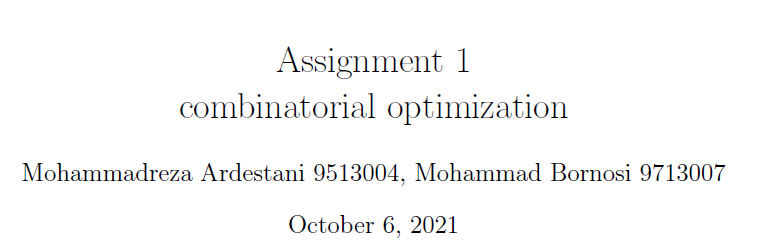 Assignment 1
combinatorial optimization
Mohammadreza Ardestani 9513004, Mohammad Bornosi 9713007
October 6, 2021